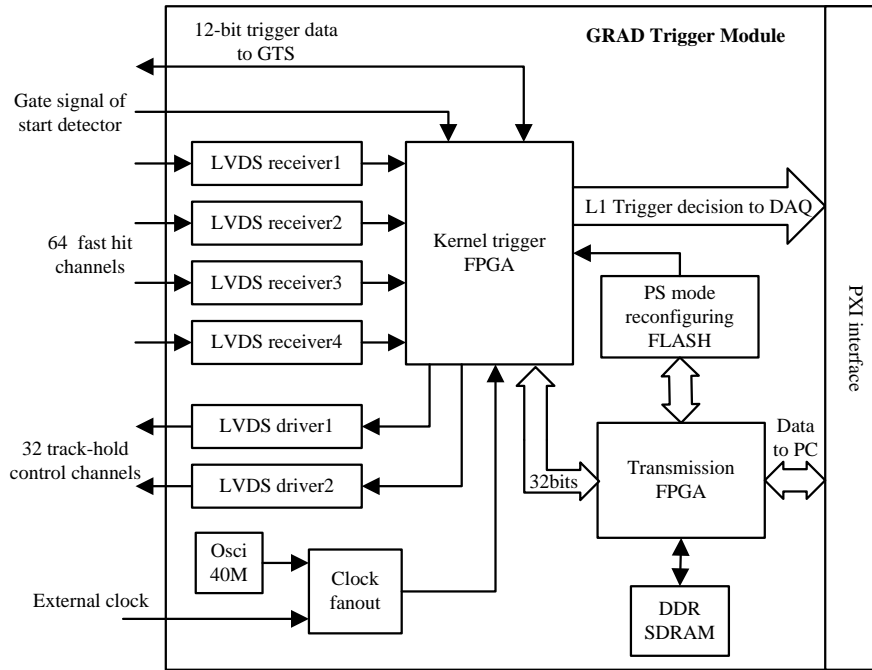 12-bit trigger data
to GTS
GRAD Trigger Module
Gate signal of
start detector
LVDS receiver1
LVDS receiver2
LVDS receiver3
LVDS receiver4
64 fast hit
channels
Kernel trigger
FPGA
L1 Trigger decision to DAQ
PS mode
reconfiguring
FLASH
PXI interface
LVDS driver1
LVDS driver2
32 track-hold
control channels
32bits
Transmission
FPGA
Data
to PC
Osci
40M
Clock
fanout
External clock
DDR
SDRAM